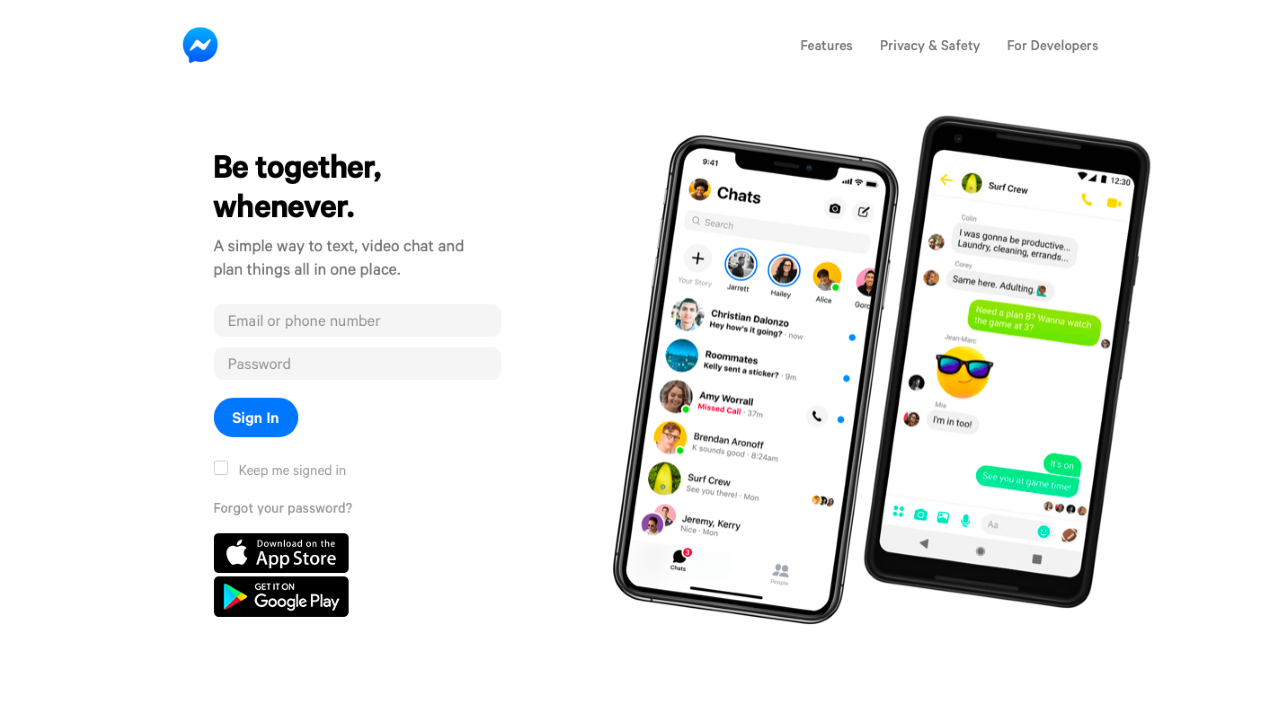 Features
Privacy & Safety
For Developers
Be together,
whenever.
A simple way to text, video chat and
plan things all in one place.
Email or phone number
Password
Sign In
Keep me signed in
Forgot your password?
Download on the
App Store
GET IT ON
Google Play
9:41
Chats
Search
Your Story
Jarrett
Hailey
Alice
Gord
Christian Dalonzo
Hey how's it going? · now
Roommates
Kelly sent a sticker? · 9m
Amy Worrall
Missed Call · 37m
Brendan Aronoff
K sounds good · 8:24am
Surf Crew
See you there! · Mon
Jeremy, Kerry
Nice · Mon
3
Chats
People
12:30
Surf Crew
Colin
I was gonna be productive...
Laundry, cleaning, errands...
Corey
Same here. Adulting
Need a plan B? Wanna watch
the game at 3?
Jean-Marc
Mia
I'm in too!
It's on
See you at game time!
Aa